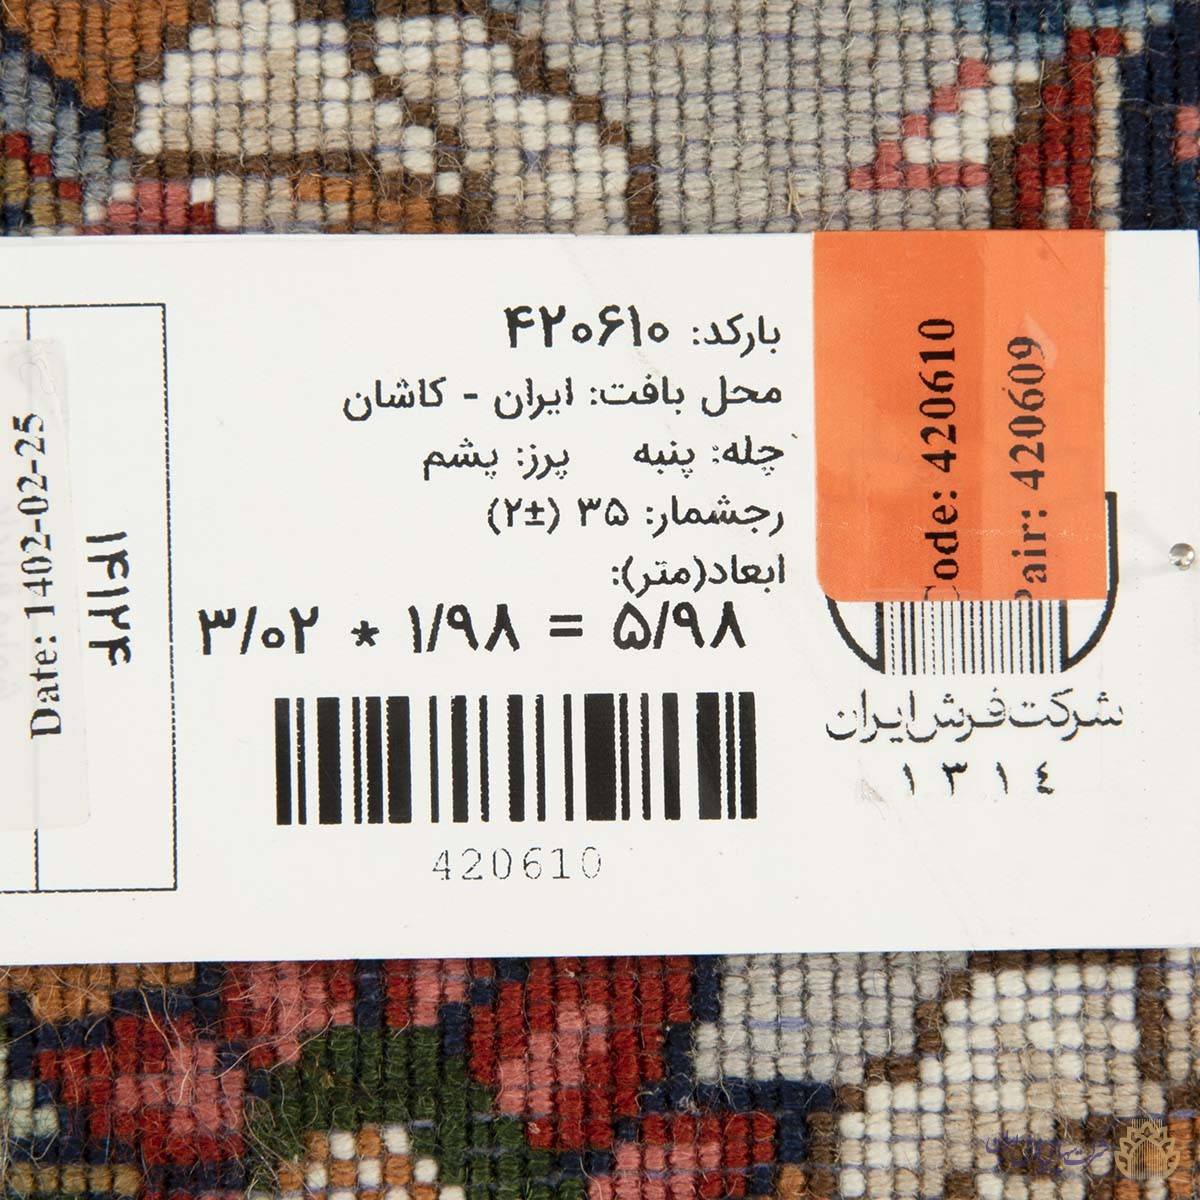 بارکد: ۴۲۰۶۱۰
محل بافت: ایران - کاشان
چله: پنبه پرز: پشم
رجشمار: ۳۵ (±۲)
ابعاد(متر):
۳/۰۲ * ۱/۹۸ = ۵/۹۸
420610
Code: 420610
Pair: 420609
شرکت فرش ایران
١٣١٤
Date: 1402-02-25
۱۴۱۲۴